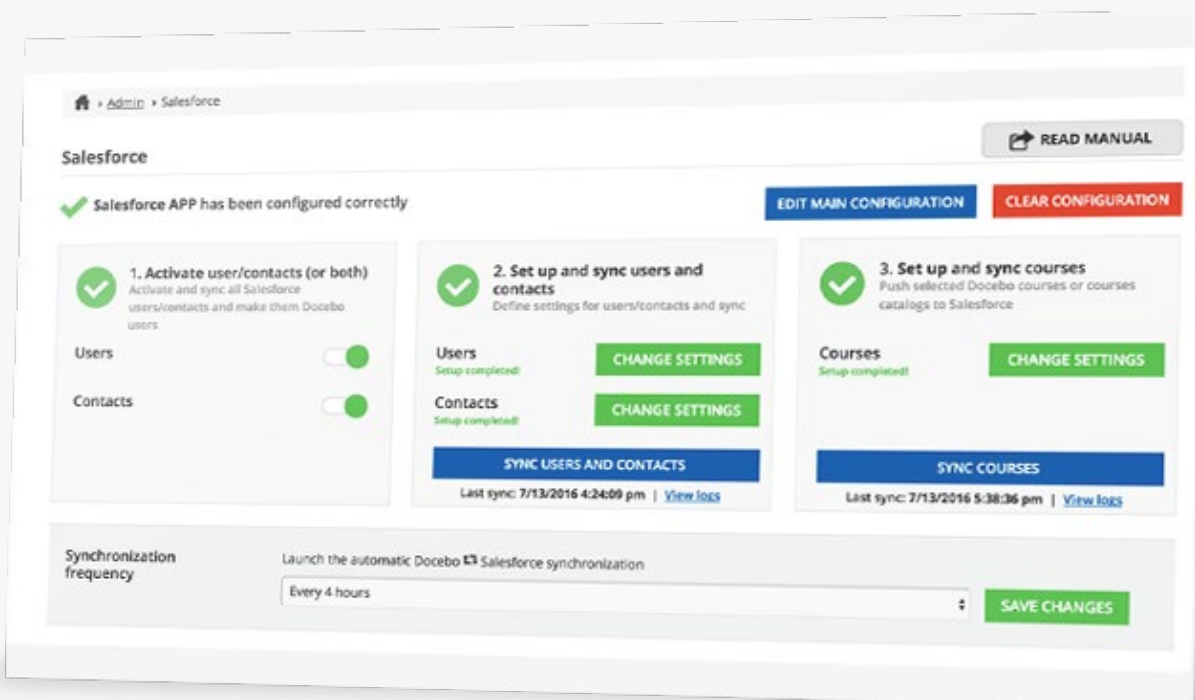 Admin › Salesforce
READ MANUAL
Salesforce
Salesforce APP has been configured correctly
EDIT MAIN CONFIGURATION
CLEAR CONFIGURATION
1. Activate user/contacts (or both)
Activate and sync all Salesforce
users/contacts and make them Docebo
users
Users
Contacts
2. Set up and sync users and
contacts
Define settings for users/contacts and sync
Users
Setup completed!
CHANGE SETTINGS
Contacts
Setup completed!
CHANGE SETTINGS
SYNC USERS AND CONTACTS
Last sync: 7/13/2016 4:24:09 pm | View logs
3. Set up and sync courses
Push selected Docebo courses or courses
catalogs to Salesforce
Courses
Setup completed!
CHANGE SETTINGS
SYNC COURSES
Last sync: 7/13/2016 5:38:36 pm | View logs
Synchronization
frequency
Launch the automatic Docebo Salesforce synchronization
Every 4 hours
SAVE CHANGES